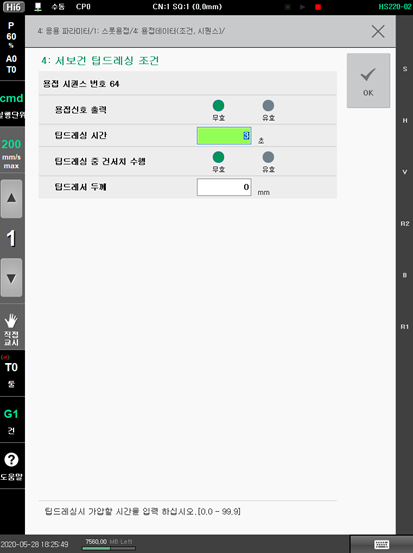 Hi6 수동 CP0 CN:1 SQ:1 (0,0mm) HS220-02
P
60
%
A0
T0
4: 응용 파라미터/1: 스폿용접/4: 용접데이터(조건, 시퀀스)/
4: 서보건 팁드레싱 조건
용접 시퀀스 번호 64
OK
용접신호 출력 무효 유효
팁드레싱 시간 3 초
팁드레싱 중 건서치 수행 무효 유효
팁드레서 두께 0 mm
cmd
실행단위
200
mm/s
max
1
직접
교시
T0
툴
G1
건
도움말
S
H
V
R2
B
R1
팁드레싱시 가압할 시간을 입력 하십시오.[0.0 - 99.9]
2020-05-28 18:25:49 7560.00 MB Left